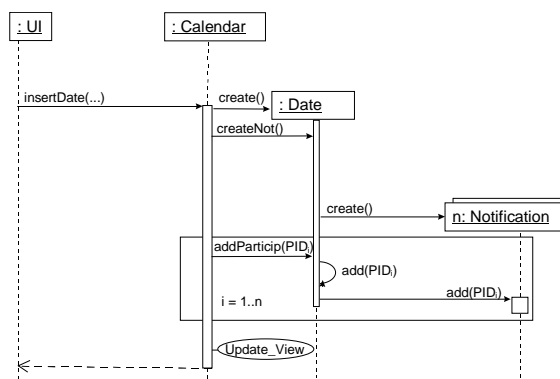 : UI
: Calendar
insertDate(...)
create()
: Date
createNot()
create()
n: Notification
addParticip(PIDi)
add(PIDi)
i = 1..n
add(PIDi)
Update_View